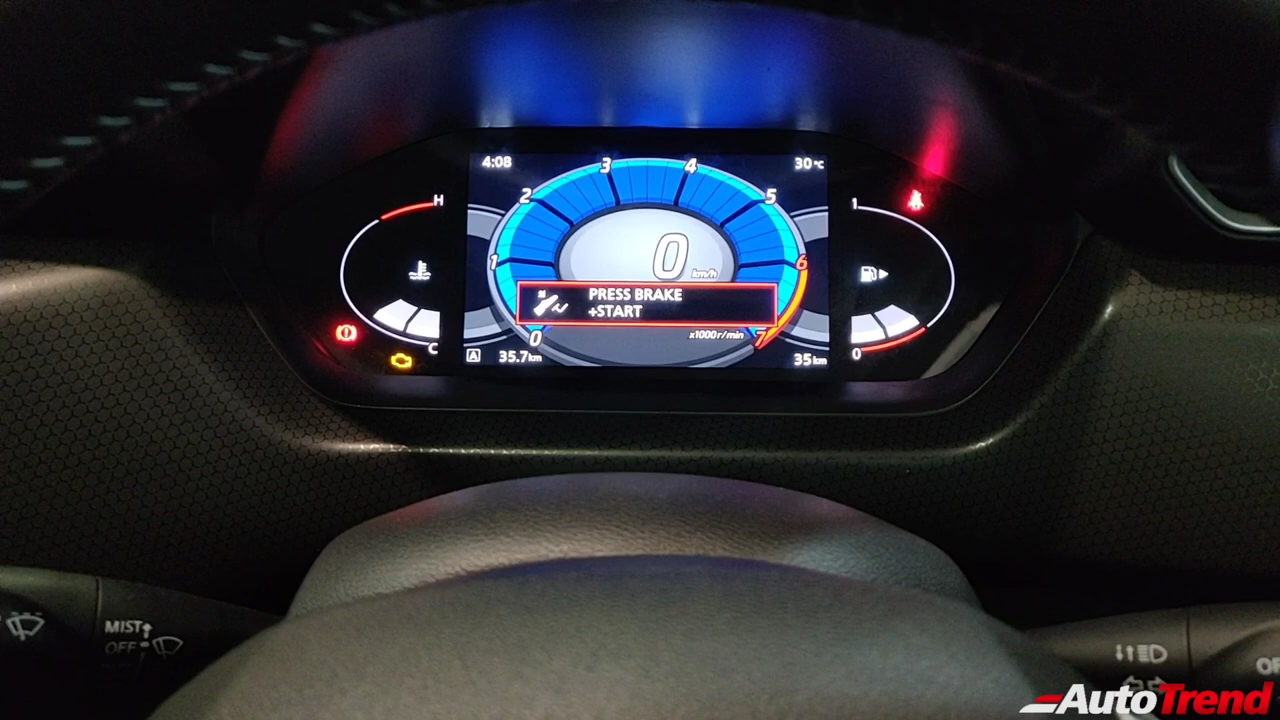 4:08
30°C
3
4
2
5
H
1
0
km/h
1
6
PRESS BRAKE
+START
0
x1000 r/min
7
C
A
35.7km
35km
0
MIST
OFF
AutoTrend